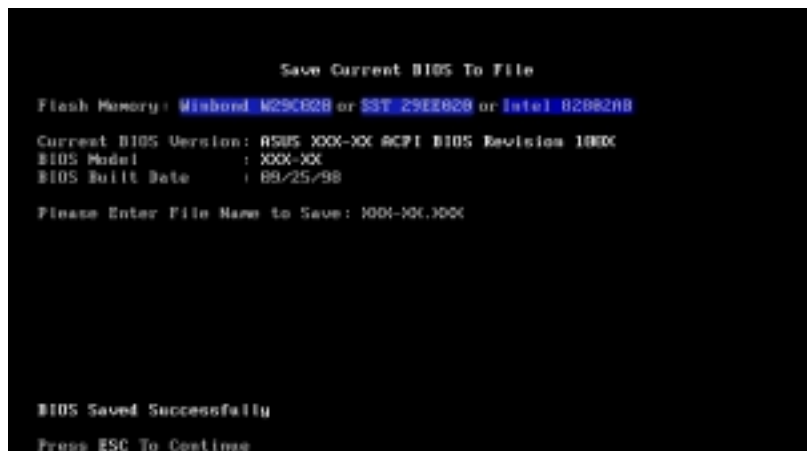 Save Current BIOS To File
Flash Memory: Winbond W29C020 or SST 29EE020 or Intel 82802AB
Current BIOS Version: ASUS XXX-XX ACPI BIOS Revision 100X
BIOS Model : XXX-XX
BIOS Built Date : 09/25/98
Please Enter File Name to Save: XXX-XX.XXX
BIOS Saved Successfully
Press ESC To Continue